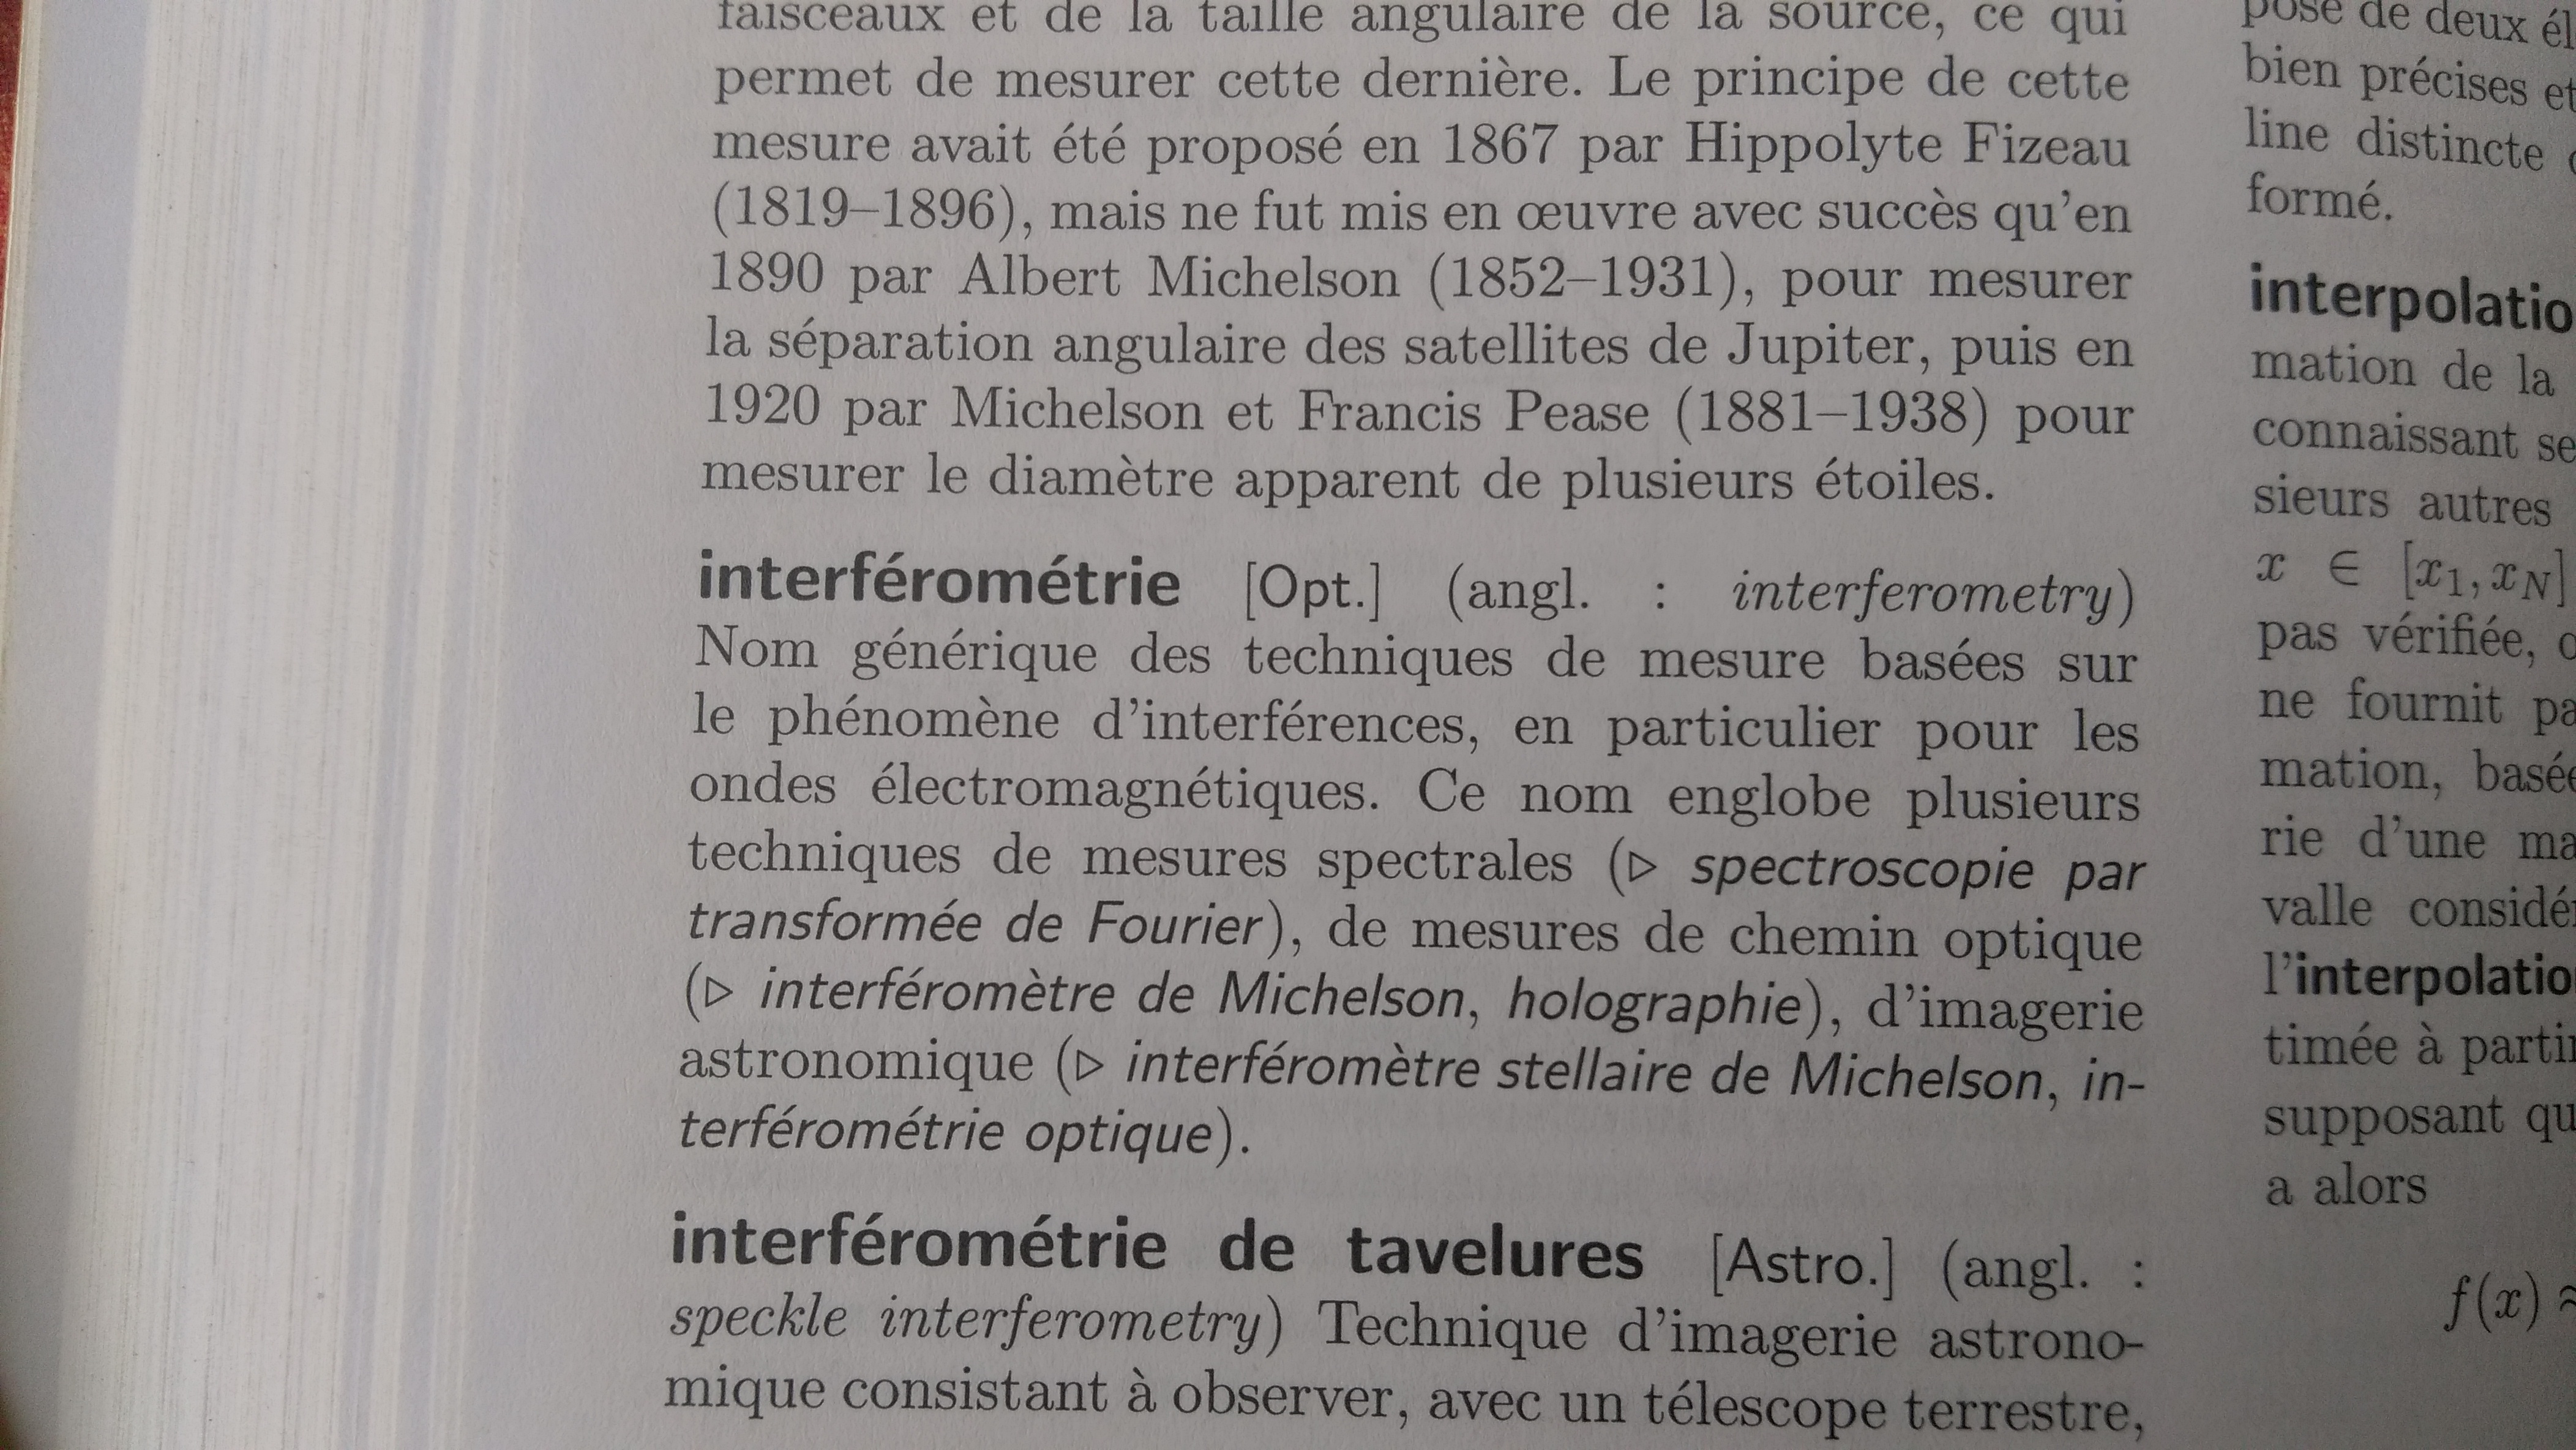 faisceaux et de la taille angulaire de la source, ce qui
permet de mesurer cette dernière. Le principe de cette
mesure avait été proposé en 1867 par Hippolyte Fizeau
(1819–1896), mais ne fut mis en œuvre avec succès qu'en
1890 par Albert Michelson (1852–1931), pour mesurer
la séparation angulaire des satellites de Jupiter, puis en
1920 par Michelson et Francis Pease (1881–1938) pour
mesurer le diamètre apparent de plusieurs étoiles.
interférométrie [Opt.] (angl. : interferometry)
Nom générique des techniques de mesure basées sur
le phénomène d'interférences, en particulier pour les
ondes électromagnétiques. Ce nom englobe plusieurs
techniques de mesures spectrales (▷ spectroscopie par
transformée de Fourier), de mesures de chemin optique
(▷ interféromètre de Michelson, holographie), d'imagerie
astronomique (▷ interféromètre stellaire de Michelson, in-
terférométrie optique).
interférométrie de tavelures [Astro.] (angl. :
speckle interferometry) Technique d'imagerie astrono-
mique consistant à observer, avec un télescope terrestre,
pose de deux
bien précises et
line distincte
formé.
interpolatio
mation de la
connaissant se
sieurs autres
x ∈ [x1, xN]
pas vérifiée,
ne fournit pa
mation, basée
rie d'une ma
valle considé
l'interpolatio
timée à parti
supposant qu
a alors
f(x) ≈